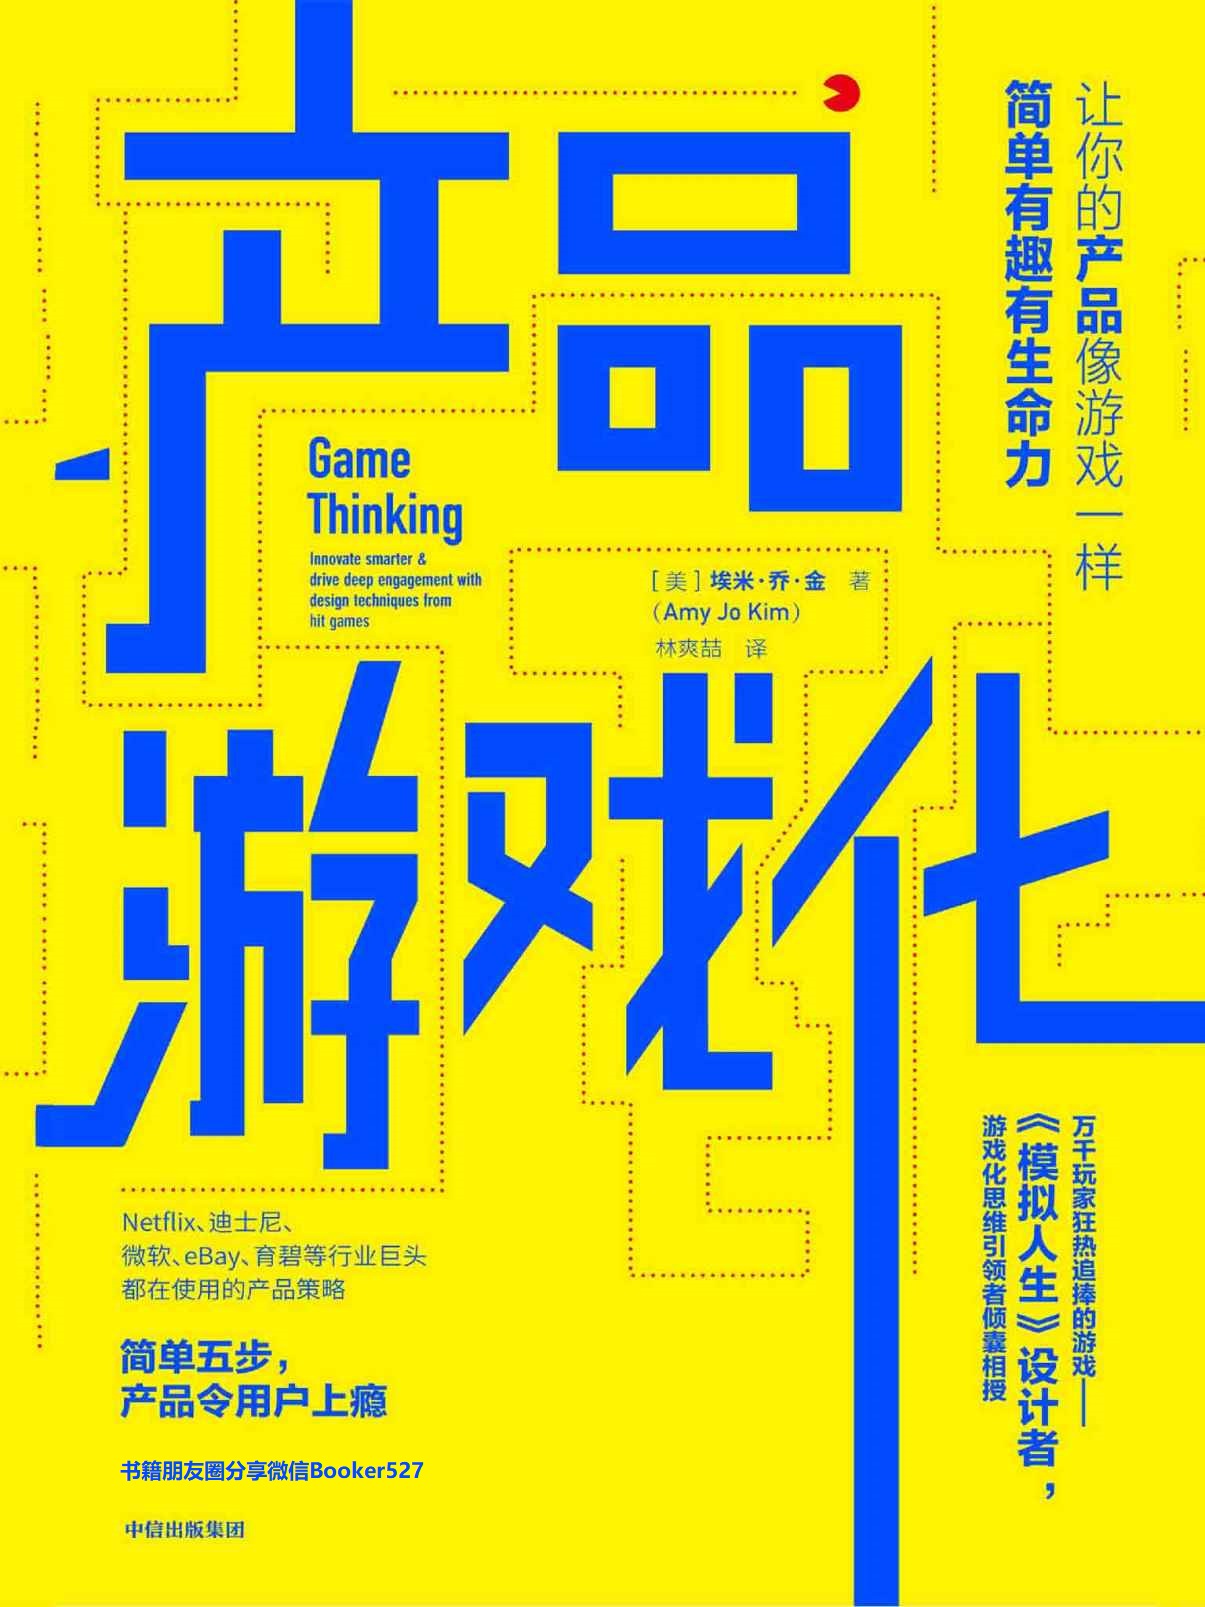 让你的产品像游戏一样
简单有趣有生命力
产品
Game
Thinking
Innovate smarter &
drive deep engagement with
design techniques from
hit games
[美]埃米·乔·金 著
(Amy Jo Kim)
林爽喆 译
游戏化
万千玩家狂热追捧的游戏——
《模拟人生》设计者，
游戏化思维引领者倾囊相授
Netflix、迪士尼、
微软、eBay、育碧等行业巨头
都在使用的产品策略
简单五步，
产品令用户上瘾
书籍朋友圈分享微信Booker527
中信出版集团